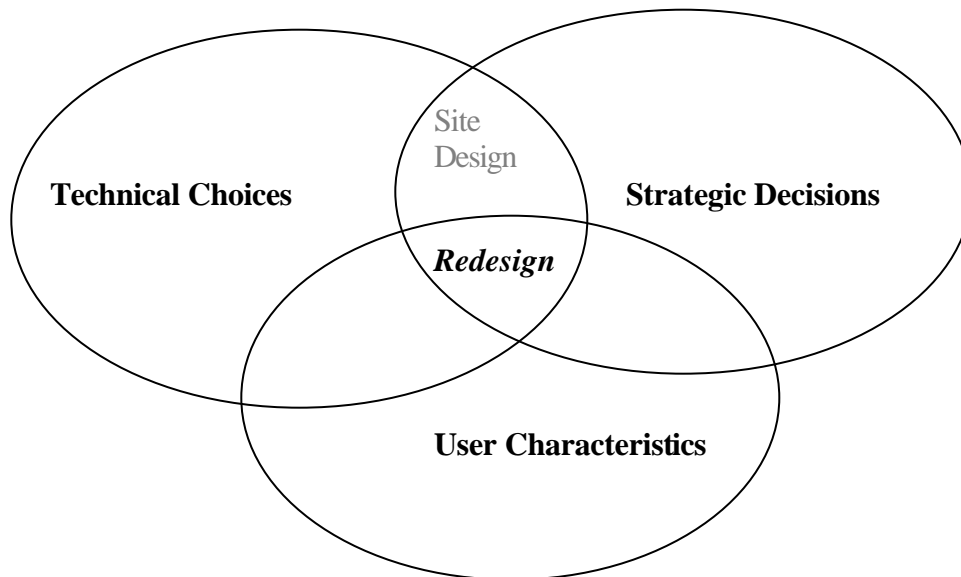 Site
Design
Technical Choices
Strategic Decisions
Redesign
User Characteristics